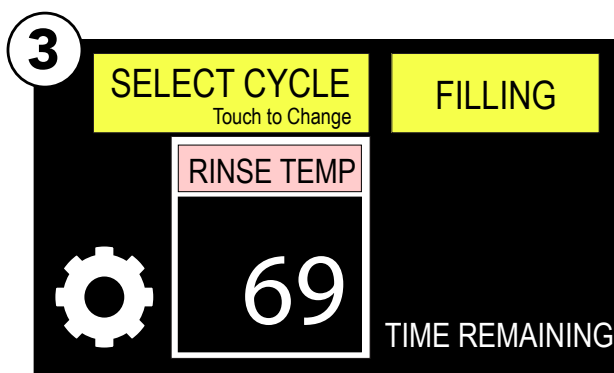 3
SELECT CYCLE
Touch to Change
FILLING
RINSE TEMP
69
TIME REMAINING